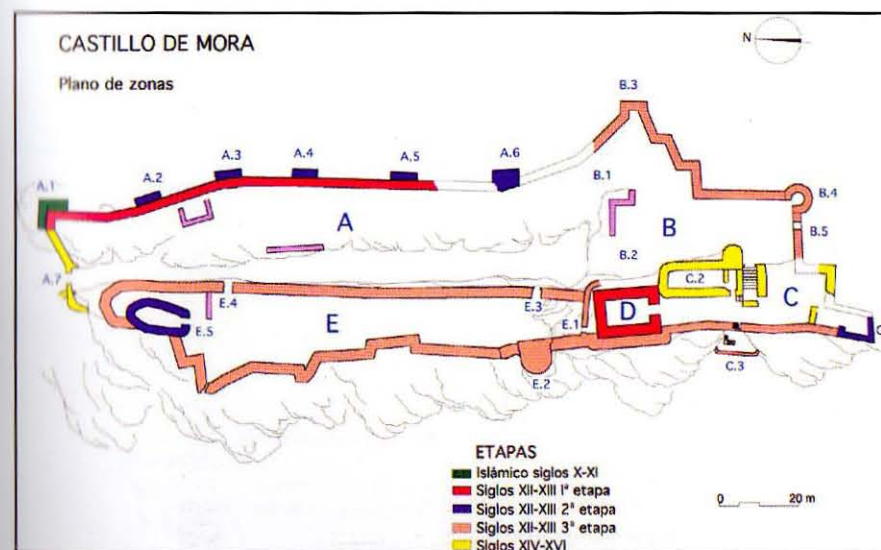 CASTILLO DE MORA
N
Plano de zonas
B.3
A.6
A.5
A.4
A.3
A.2
A.1
B.1
B.4
A
B
B.5
B.2
A.7
C.2
C
E.4
E.3
E.5
E
E.1
D
C.3
E.2
ETAPAS
Islámico siglos X-XI
Siglos XII-XIII 1ª etapa
Siglos XII-XIII 2ª etapa
Siglos XII-XIII 3ª etapa
Siglos XIV-XVI
0 20 m